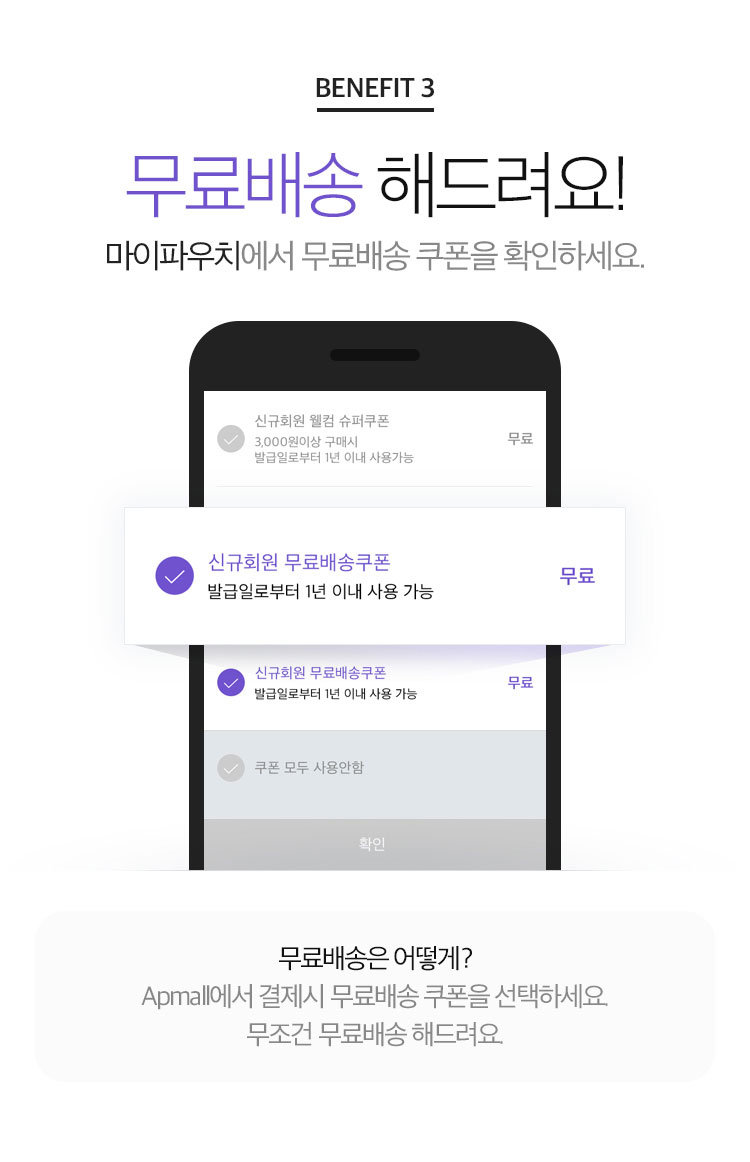 BENEFIT 3
무료배송 해드려요!
마이파우치에서 무료배송 쿠폰을 확인하세요.
신규회원 웰컴 슈퍼쿠폰
3,000원이상 구매시
발급일로부터 1년 이내 사용가능
무료
신규회원 무료배송쿠폰
발급일로부터 1년 이내 사용 가능
무료
신규회원 무료배송쿠폰
발급일로부터 1년 이내 사용 가능
무료
쿠폰 모두 사용안함
확인
무료배송은 어떻게?
Apmall에서 결제시 무료배송 쿠폰을 선택하세요.
무조건 무료배송 해드려요.